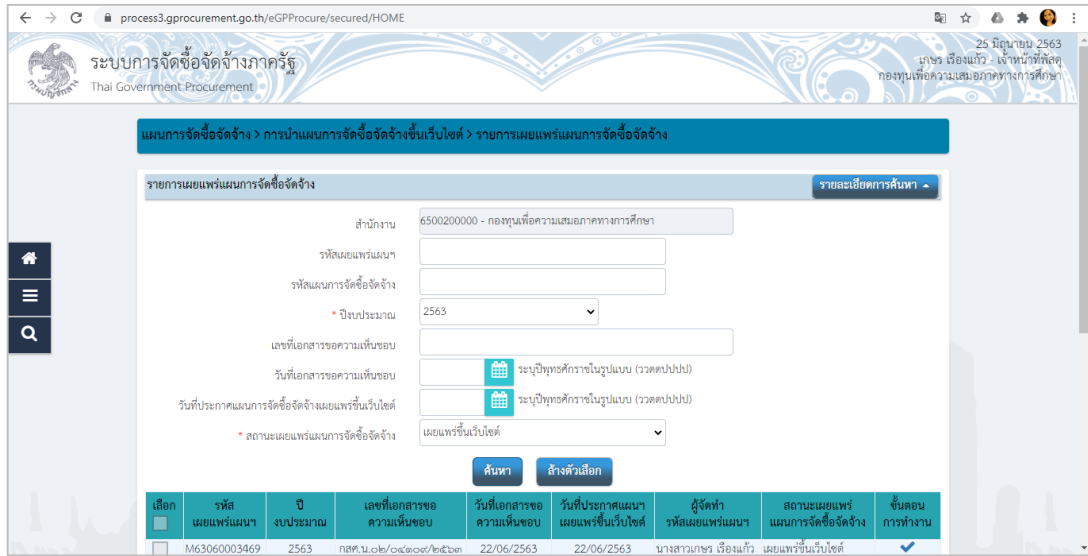 process3.gprocurement.go.th/eGPProcure/secured/HOME
25 มิถุนายน 2563
ระบบการจัดซื้อจัดจ้างภาครัฐ
เกษร เรืองแก้ว - เจ้าหน้าที่พัสดุ
Thai Government Procurement
กองทุนเพื่อความเสมอภาคทางการศึกษา
แผนการจัดซื้อจัดจ้าง > การนำแผนการจัดซื้อจัดจ้างขึ้นเว็บไซต์ > รายการเผยแพร่แผนการจัดซื้อจัดจ้าง
รายการเผยแพร่แผนการจัดซื้อจัดจ้าง รายละเอียดการค้นหา
สำนักงาน 6500200000 - กองทุนเพื่อความเสมอภาคทางการศึกษา
รหัสเผยแพร่แผนฯ
รหัสแผนการจัดซื้อจัดจ้าง
* ปีงบประมาณ 2563
เลขที่เอกสารขอความเห็นชอบ
วันที่เอกสารขอความเห็นชอบ ระบุปีพุทธศักราชในรูปแบบ (ววดดปปปป)
วันที่ประกาศแผนการจัดซื้อจัดจ้างเผยแพร่ขึ้นเว็บไซต์ ระบุปีพุทธศักราชในรูปแบบ (ววดดปปปป)
* สถานะเผยแพร่แผนการจัดซื้อจัดจ้าง เผยแพร่ขึ้นเว็บไซต์
ค้นหา ล้างตัวเลือก
เลือก รหัส ปี เลขที่เอกสารขอ วันที่เอกสารขอ วันที่ประกาศแผนฯ ผู้จัดทำ สถานะเผยแพร่ ขั้นตอน
เผยแพร่แผนฯ งบประมาณ ความเห็นชอบ ความเห็นชอบ เผยแพร่ขึ้นเว็บไซต์ รหัสเผยแพร่แผนฯ แผนการจัดซื้อจัดจ้าง การทำงาน
M63060003469 2563 กสศ.น.๐๒/๐๔๑๐๙/๒๕๖๓ 22/06/2563 22/06/2563 นางสาวเกษร เรืองแก้ว เผยแพร่ขึ้นเว็บไซต์